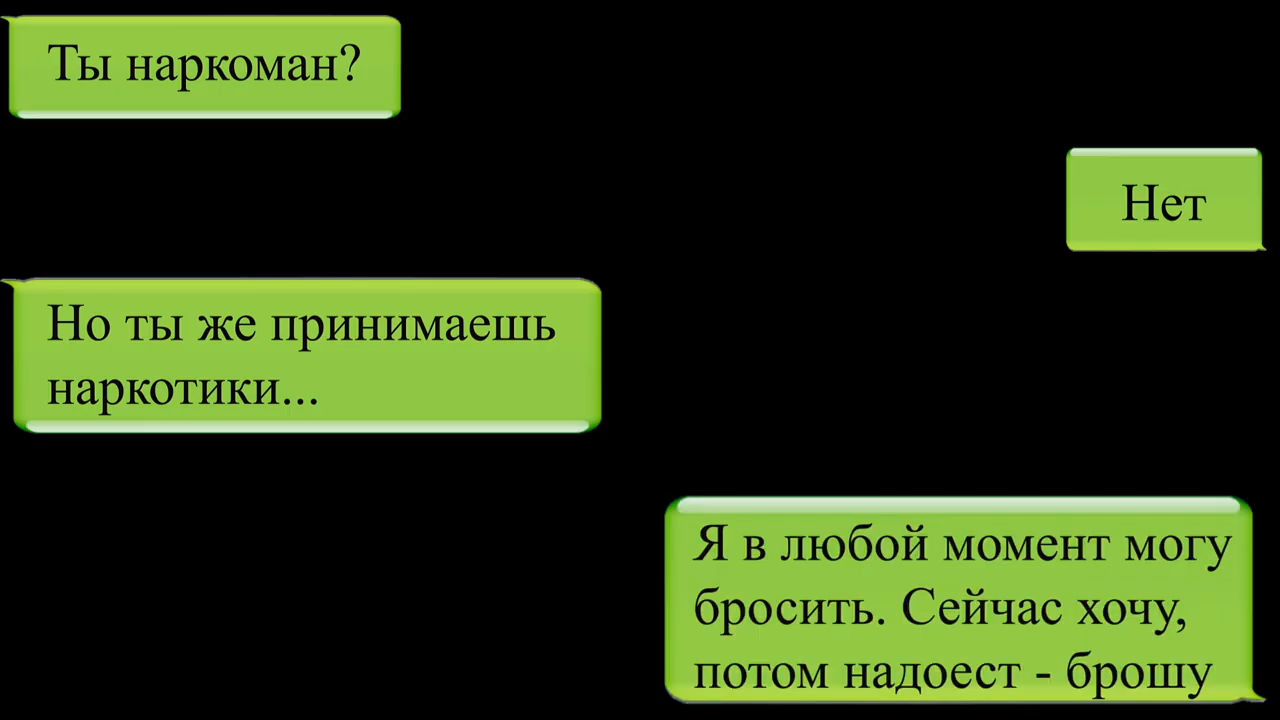 Ты наркоман?
Нет
Но ты же принимаешь
наркотики...
Я в любой момент могу
бросить. Сейчас хочу,
потом надоест - брошу